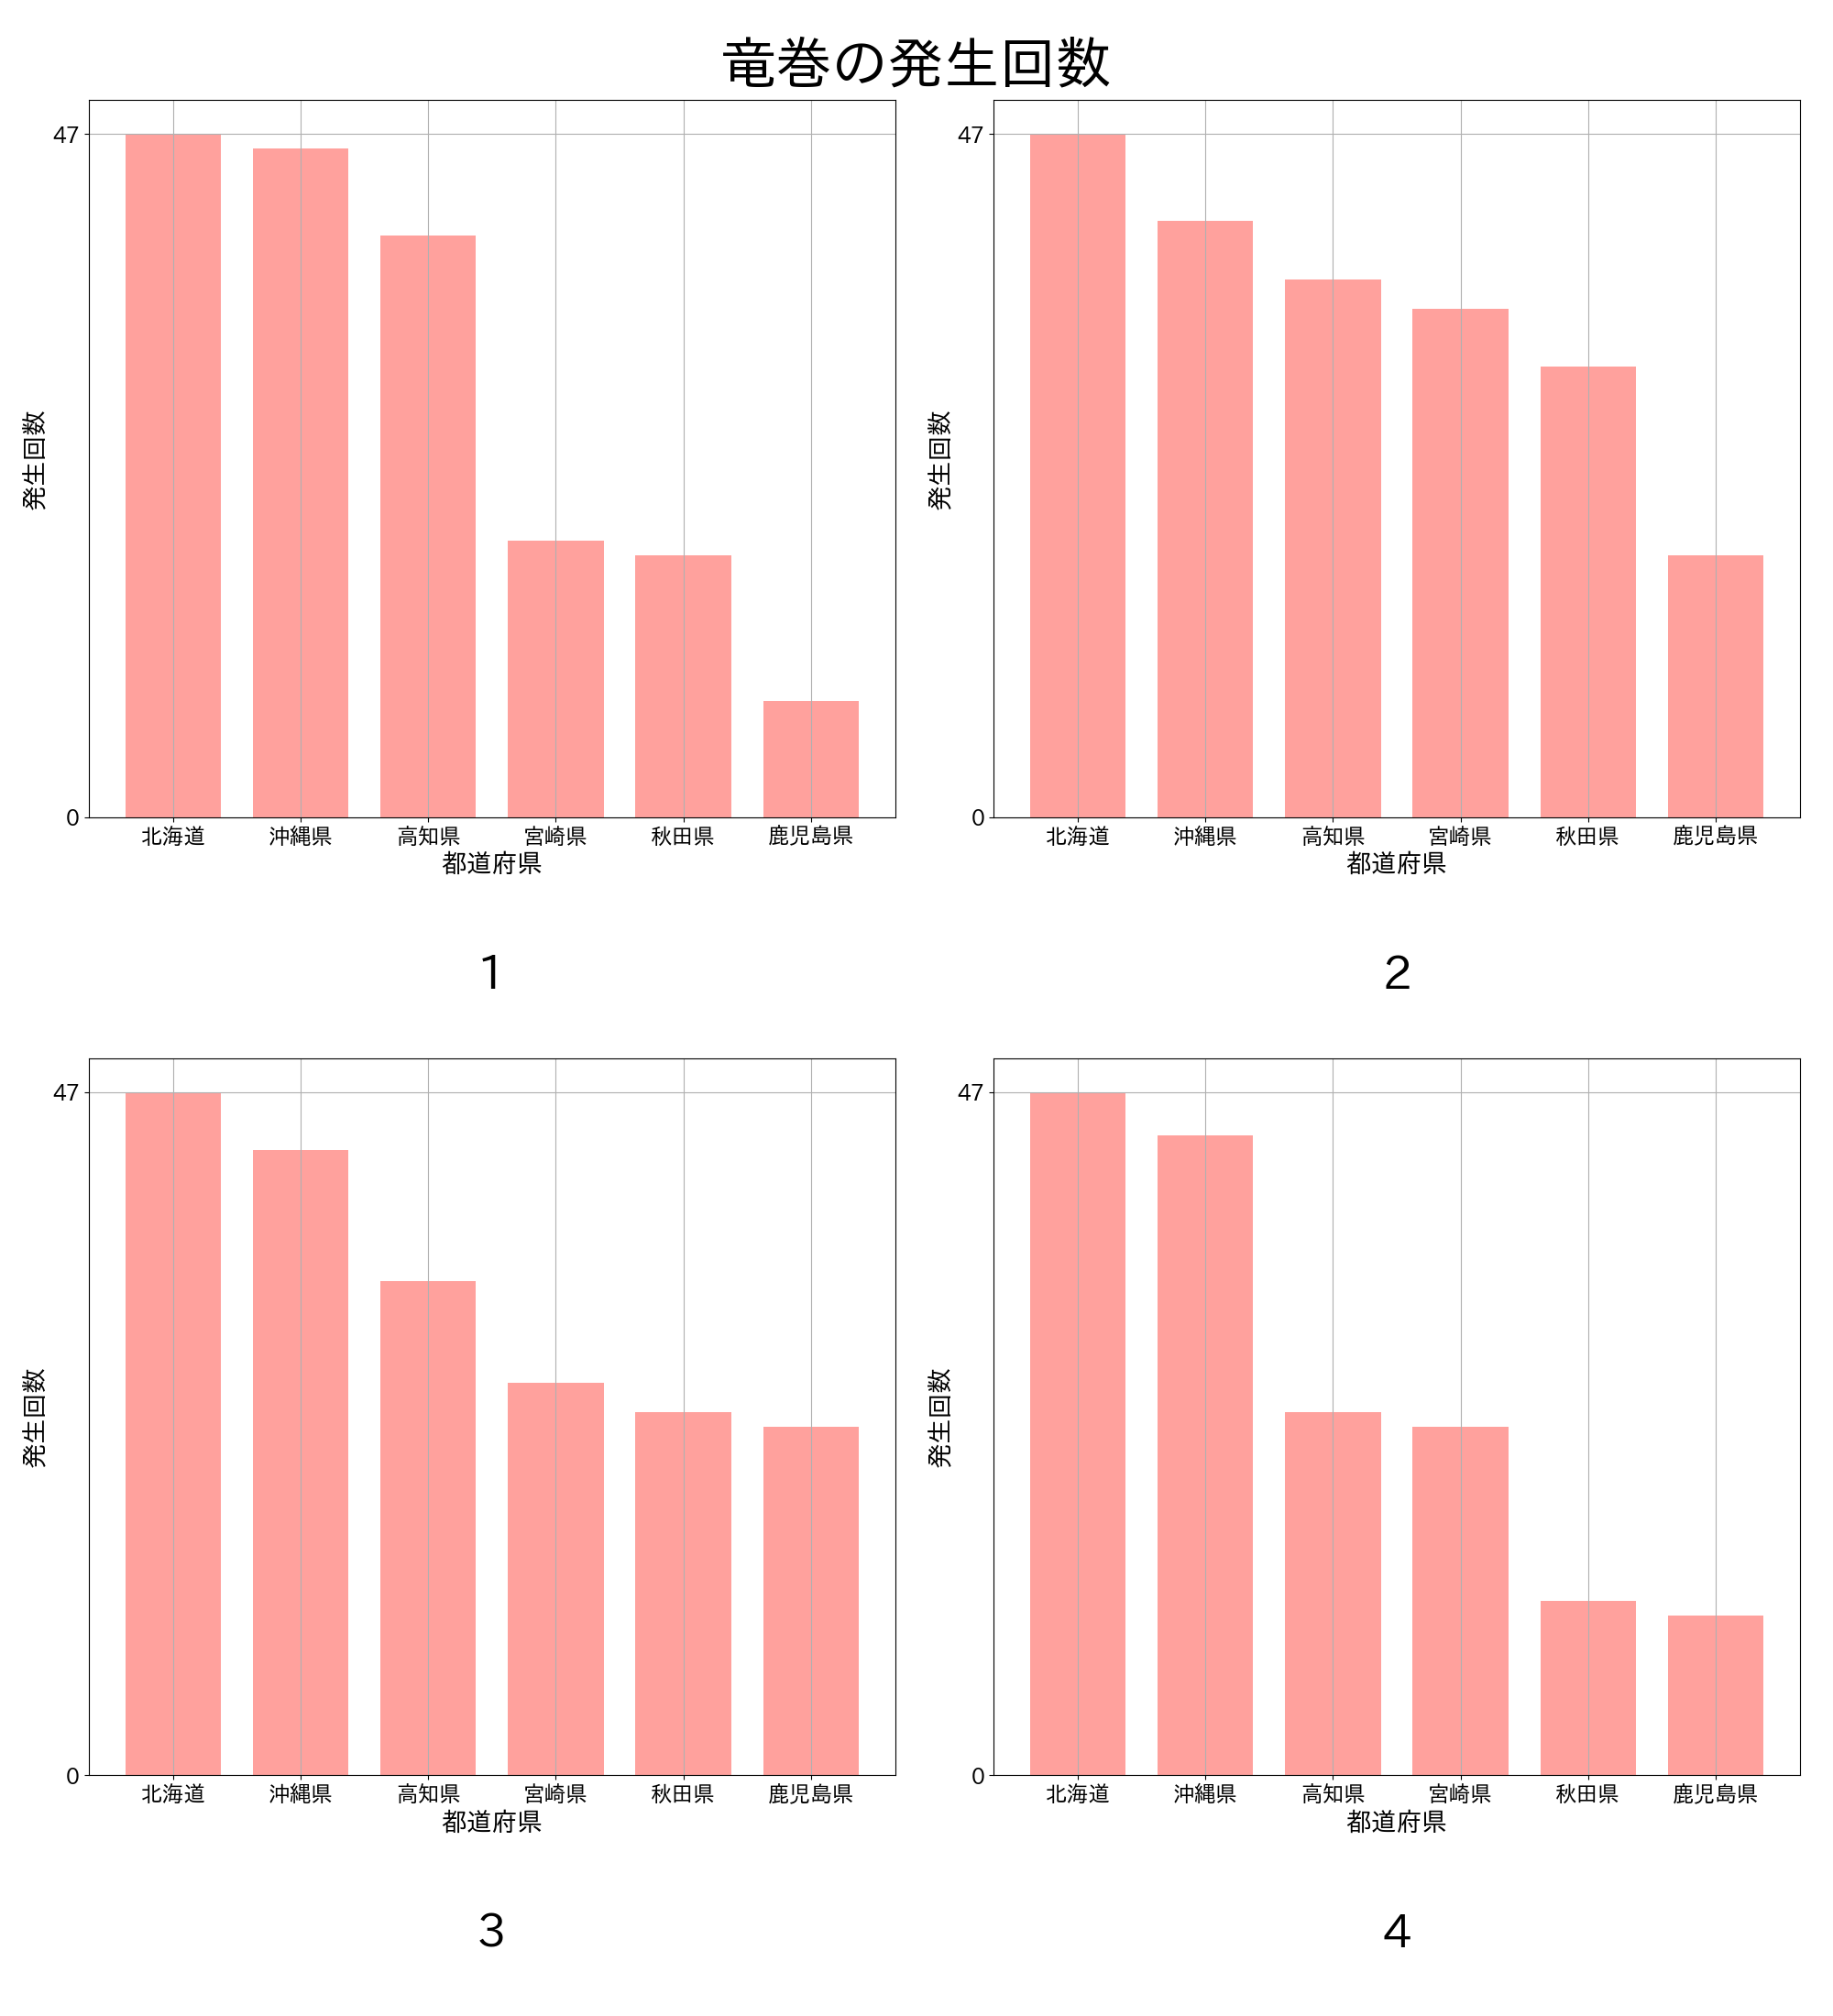 竜巻の発生回数
47
0
発生回数
北海道 沖縄県 高知県 宮崎県 秋田県 鹿児島県
都道府県
1
47
0
発生回数
北海道 沖縄県 高知県 宮崎県 秋田県 鹿児島県
都道府県
2
47
0
発生回数
北海道 沖縄県 高知県 宮崎県 秋田県 鹿児島県
都道府県
3
47
0
発生回数
北海道 沖縄県 高知県 宮崎県 秋田県 鹿児島県
都道府県
4